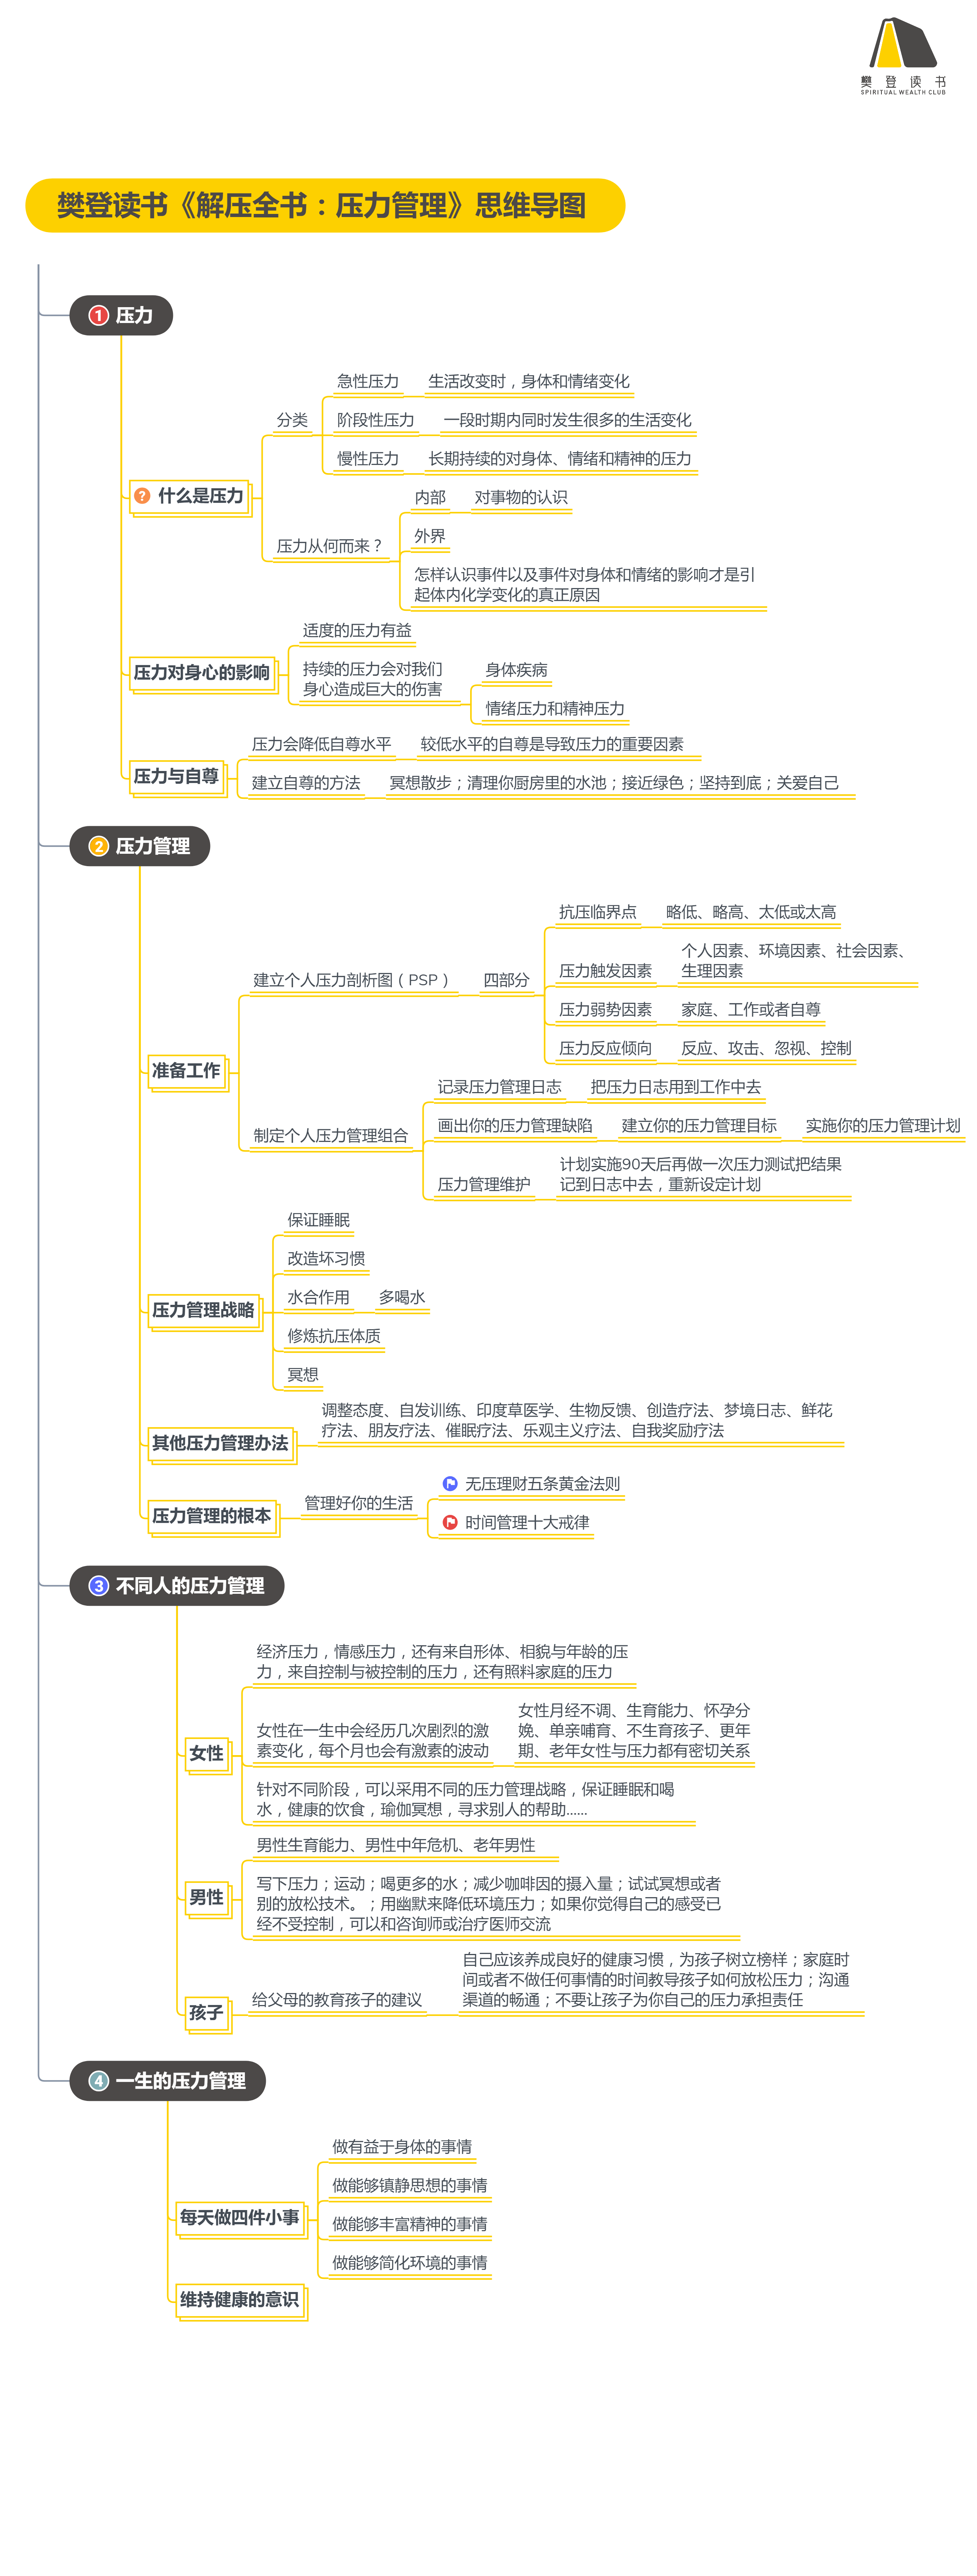 樊登读书
SPIRITUAL WEALTH CLUB
樊登读书《解压全书：压力管理》思维导图
1 压力
急性压力
生活改变时，身体和情绪变化
分类
阶段性压力
一段时期内同时发生很多的生活变化
慢性压力
长期持续的对身体、情绪和精神的压力
? 什么是压力
内部
对事物的认识
压力从何而来？
外界
怎样认识事件以及事件对身体和情绪的影响才是引
起体内化学变化的真正原因
适度的压力有益
压力对身心的影响
持续的压力会对我们
身心造成巨大的伤害
身体疾病
情绪压力和精神压力
压力会降低自尊水平
较低水平的自尊是导致压力的重要因素
压力与自尊
建立自尊的方法
冥想散步；清理你厨房里的水池；接近绿色；坚持到底；关爱自己
2 压力管理
抗压临界点
略低、略高、太低或太高
建立个人压力剖析图（PSP）
四部分
压力触发因素
个人因素、环境因素、社会因素、
生理因素
压力弱势因素
家庭、工作或者自尊
压力反应倾向
反应、攻击、忽视、控制
准备工作
记录压力管理日志
把压力日志用到工作中去
制定个人压力管理组合
画出你的压力管理缺陷
建立你的压力管理目标
实施你的压力管理计划
压力管理维护
计划实施90天后再做一次压力测试把结果
记到日志中去，重新设定计划
保证睡眠
改造坏习惯
压力管理战略
水合作用
多喝水
修炼抗压体质
冥想
其他压力管理办法
调整态度、自发训练、印度草医学、生物反馈、创造疗法、梦境日志、鲜花
疗法、朋友疗法、催眠疗法、乐观主义疗法、自我奖励疗法
压力管理的根本
管理好你的生活
无压理财五条黄金法则
时间管理十大戒律
3 不同人的压力管理
经济压力，情感压力，还有来自形体、相貌与年龄的压
力，来自控制与被控制的压力，还有照料家庭的压力
女性
女性在一生中会经历几次剧烈的激
素变化，每个月也会有激素的波动
女性月经不调、生育能力、怀孕分
娩、单亲哺育、不生育孩子、更年
期、老年女性与压力都有密切关系
针对不同阶段，可以采用不同的压力管理战略，保证睡眠和喝
水，健康的饮食，瑜伽冥想，寻求别人的帮助......
男性生育能力、男性中年危机、老年男性
男性
写下压力；运动；喝更多的水；减少咖啡因的摄入量；试试冥想或者
别的放松技术。；用幽默来降低环境压力；如果你觉得自己的感受已
经不受控制，可以和咨询师或治疗医师交流
孩子
给父母的教育孩子的建议
自己应该养成良好的健康习惯，为孩子树立榜样；家庭时
间或者不做任何事情的时间教导孩子如何放松压力；沟通
渠道的畅通；不要让孩子为你自己的压力承担责任
4 一生的压力管理
做有益于身体的事情
做能够镇静思想的事情
每天做四件小事
做能够丰富精神的事情
做能够简化环境的事情
维持健康的意识